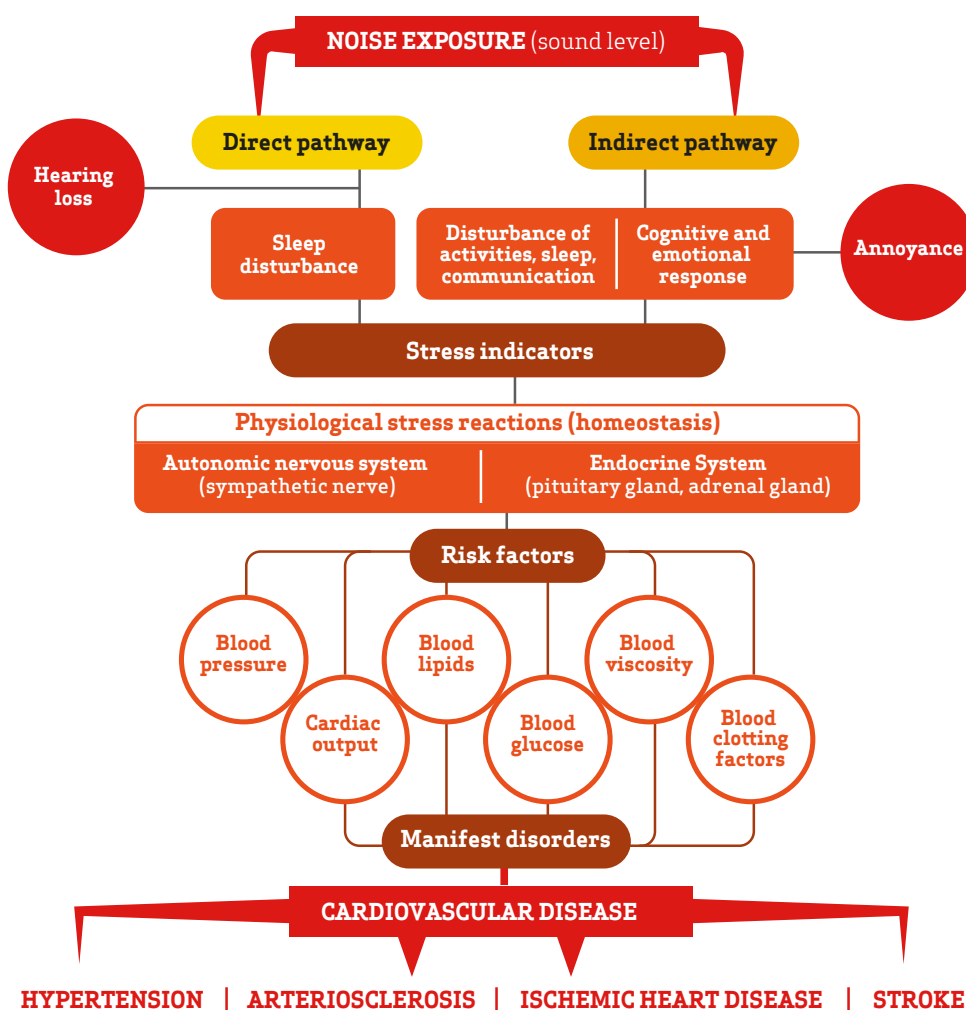 NOISE EXPOSURE (sound level)
Direct pathway
Indirect pathway
Hearing
loss
Sleep
disturbance
Disturbance of
activities, sleep,
communication
Cognitive and
emotional
response
Annoyance
Stress indicators
Physiological stress reactions (homeostasis)
Autonomic nervous system
(sympathetic nerve)
Endocrine System
(pituitary gland, adrenal gland)
Risk factors
Blood
pressure
Cardiac
output
Blood
lipids
Blood
glucose
Blood
viscosity
Blood
clotting
factors
Manifest disorders
CARDIOVASCULAR DISEASE
HYPERTENSION | ARTERIOSCLEROSIS | ISCHEMIC HEART DISEASE | STROKE